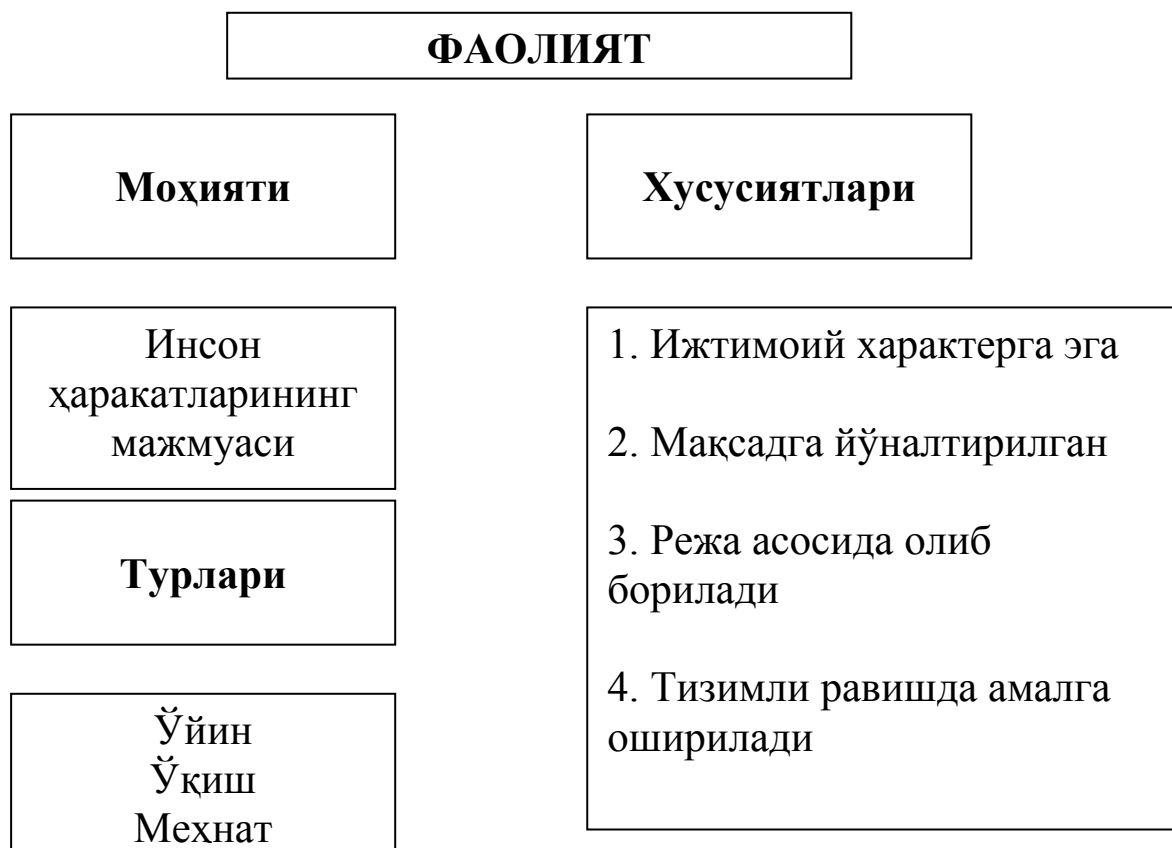 ФАОЛИЯТ
Моҳияти
Хусусиятлари
Инсон
ҳаракатларининг
мажмуаси
Турлари
Ўйин
Ўқиш
Меҳнат
1. Ижтимоий характерга эга
2. Мақсадга йўналтирилган
3. Режа асосида олиб
борилади
4. Тизимли равишда амалга
оширилади